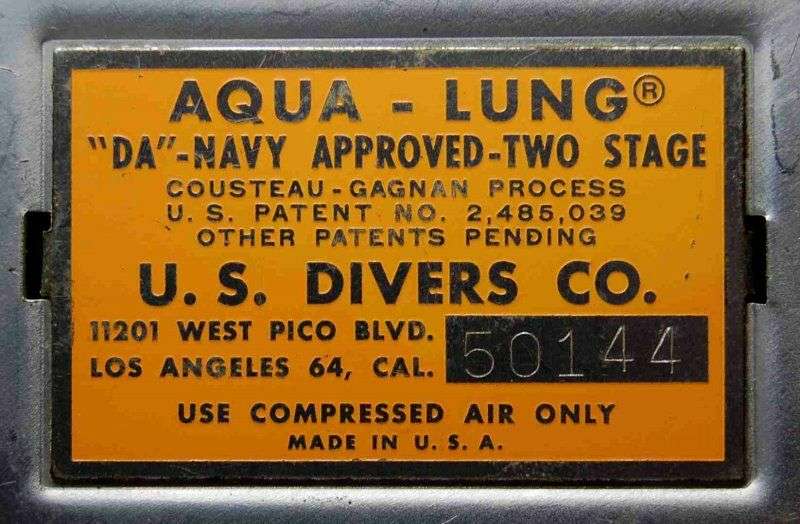 AQUA - LUNG®
"DA"-NAVY APPROVED-TWO STAGE
COUSTEAU-GAGNAN PROCESS
U. S. PATENT NO. 2,485,039
OTHER PATENTS PENDING
U. S. DIVERS CO.
11201 WEST PICO BLVD.
LOS ANGELES 64, CAL. 50144
USE COMPRESSED AIR ONLY
MADE IN U. S. A.